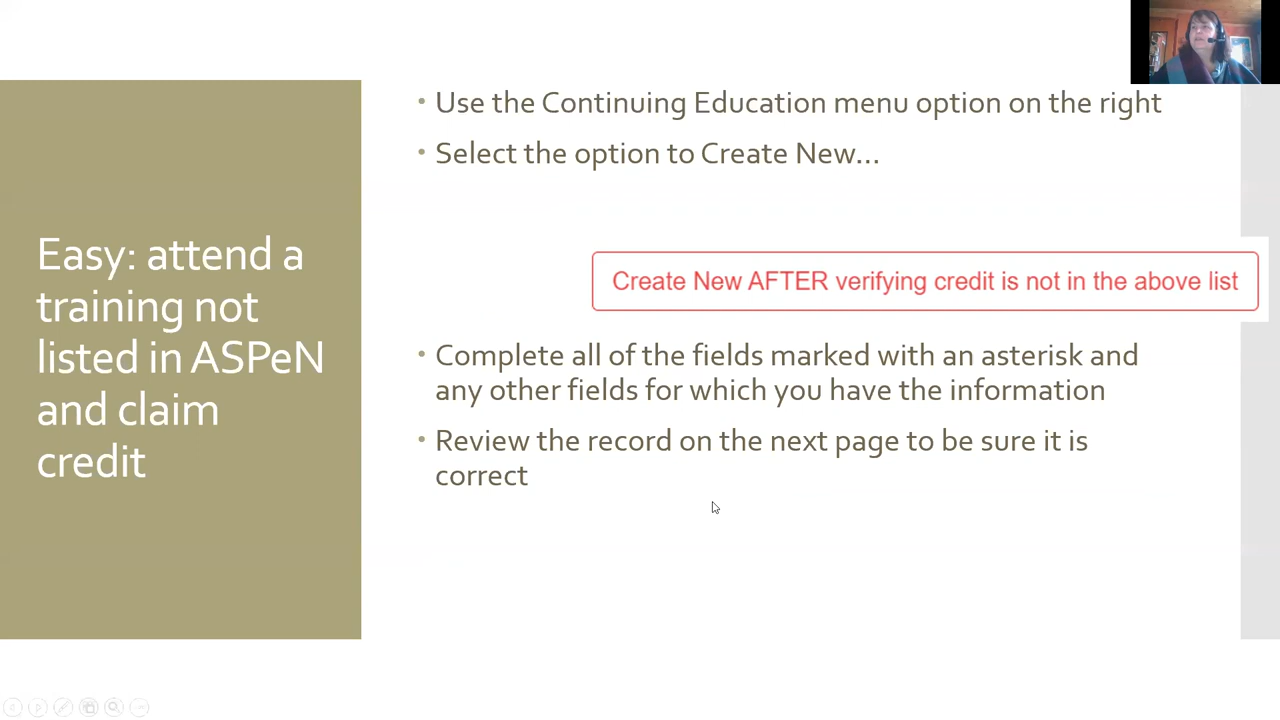 Easy: attend a
training not
listed in ASPeN
and claim
credit
• Use the Continuing Education menu option on the right
• Select the option to Create New...
Create New AFTER verifying credit is not in the above list
• Complete all of the fields marked with an asterisk and
any other fields for which you have the information
• Review the record on the next page to be sure it is
correct